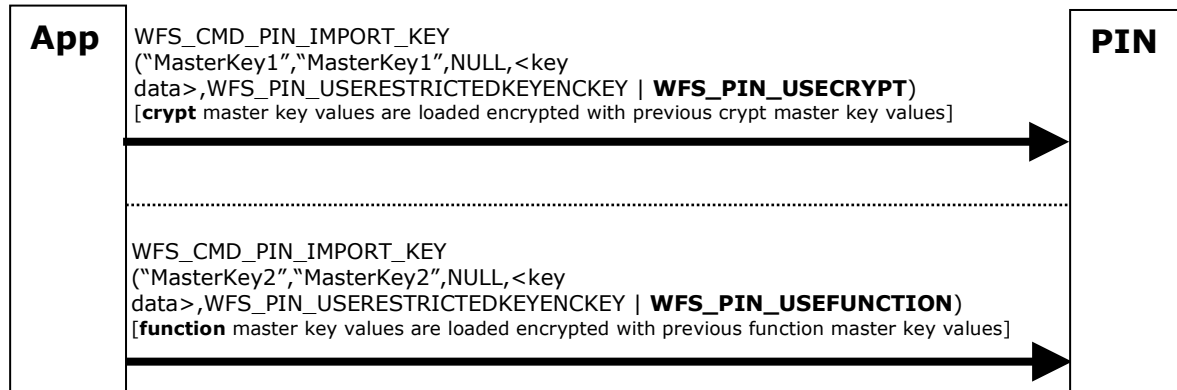 App
PIN
WFS_CMD_PIN_IMPORT_KEY
(“MasterKey1”,“MasterKey1”,NULL,<key
data>,WFS_PIN_USERESTRICTEDKEYENCKEY | WFS_PIN_USECRYPT)
[crypt master key values are loaded encrypted with previous crypt master key values]
WFS_CMD_PIN_IMPORT_KEY
(“MasterKey2”,“MasterKey2”,NULL,<key
data>,WFS_PIN_USERESTRICTEDKEYENCKEY | WFS_PIN_USEFUNCTION)
[function master key values are loaded encrypted with previous function master key values]